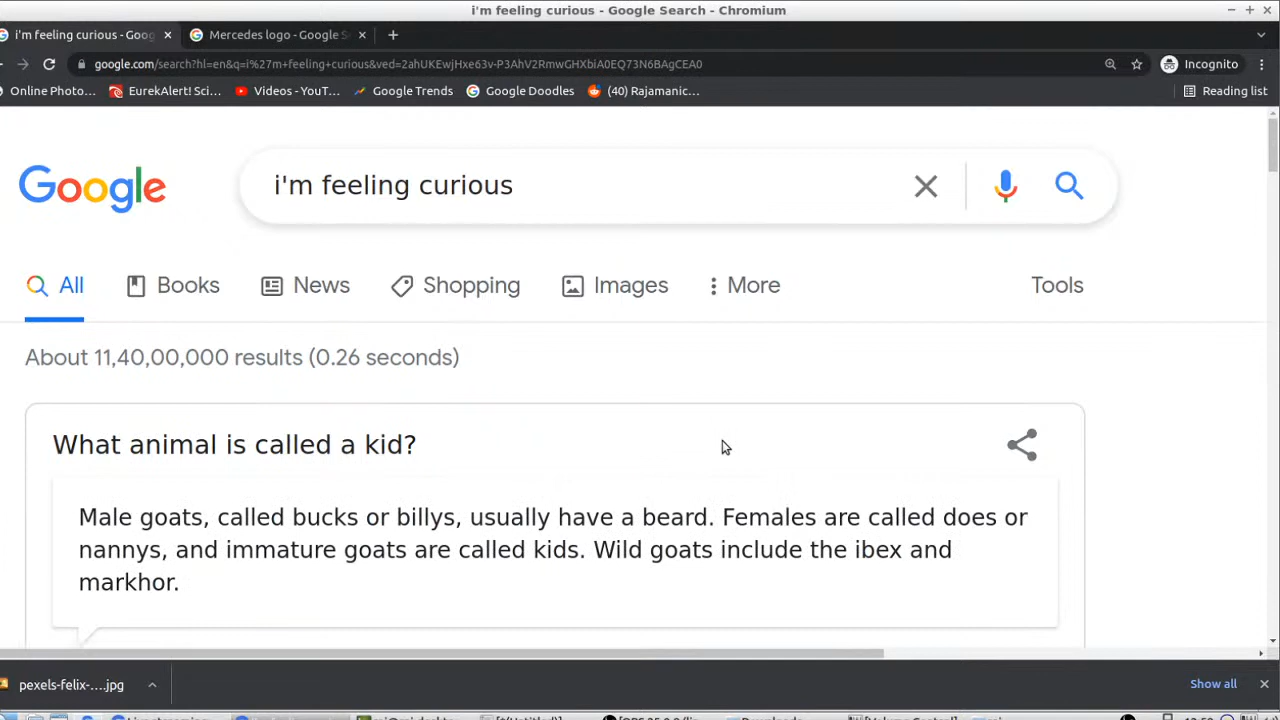 i'm feeling curious - Google Search - Chromium
i'm feeling curious - Goog
Mercedes logo - Google S
google.com/search?hl=en&q=i%27m+feeling+curious&ved=2ahUKEwjHxe63v-P3AhV2RmwGHXbiA0EQ73N6BAgCEA0
Incognito
Online Photo...
EurekAlert! Sci...
Videos - YouT...
Google Trends
Google Doodles
(40) Rajamanic...
Reading list
Google
i'm feeling curious
All
Books
News
Shopping
Images
More
Tools
About 11,40,00,000 results (0.26 seconds)
What animal is called a kid?
Male goats, called bucks or billys, usually have a beard. Females are called does or
nannys, and immature goats are called kids. Wild goats include the ibex and
markhor.
pexels-felix-....jpg
Show all